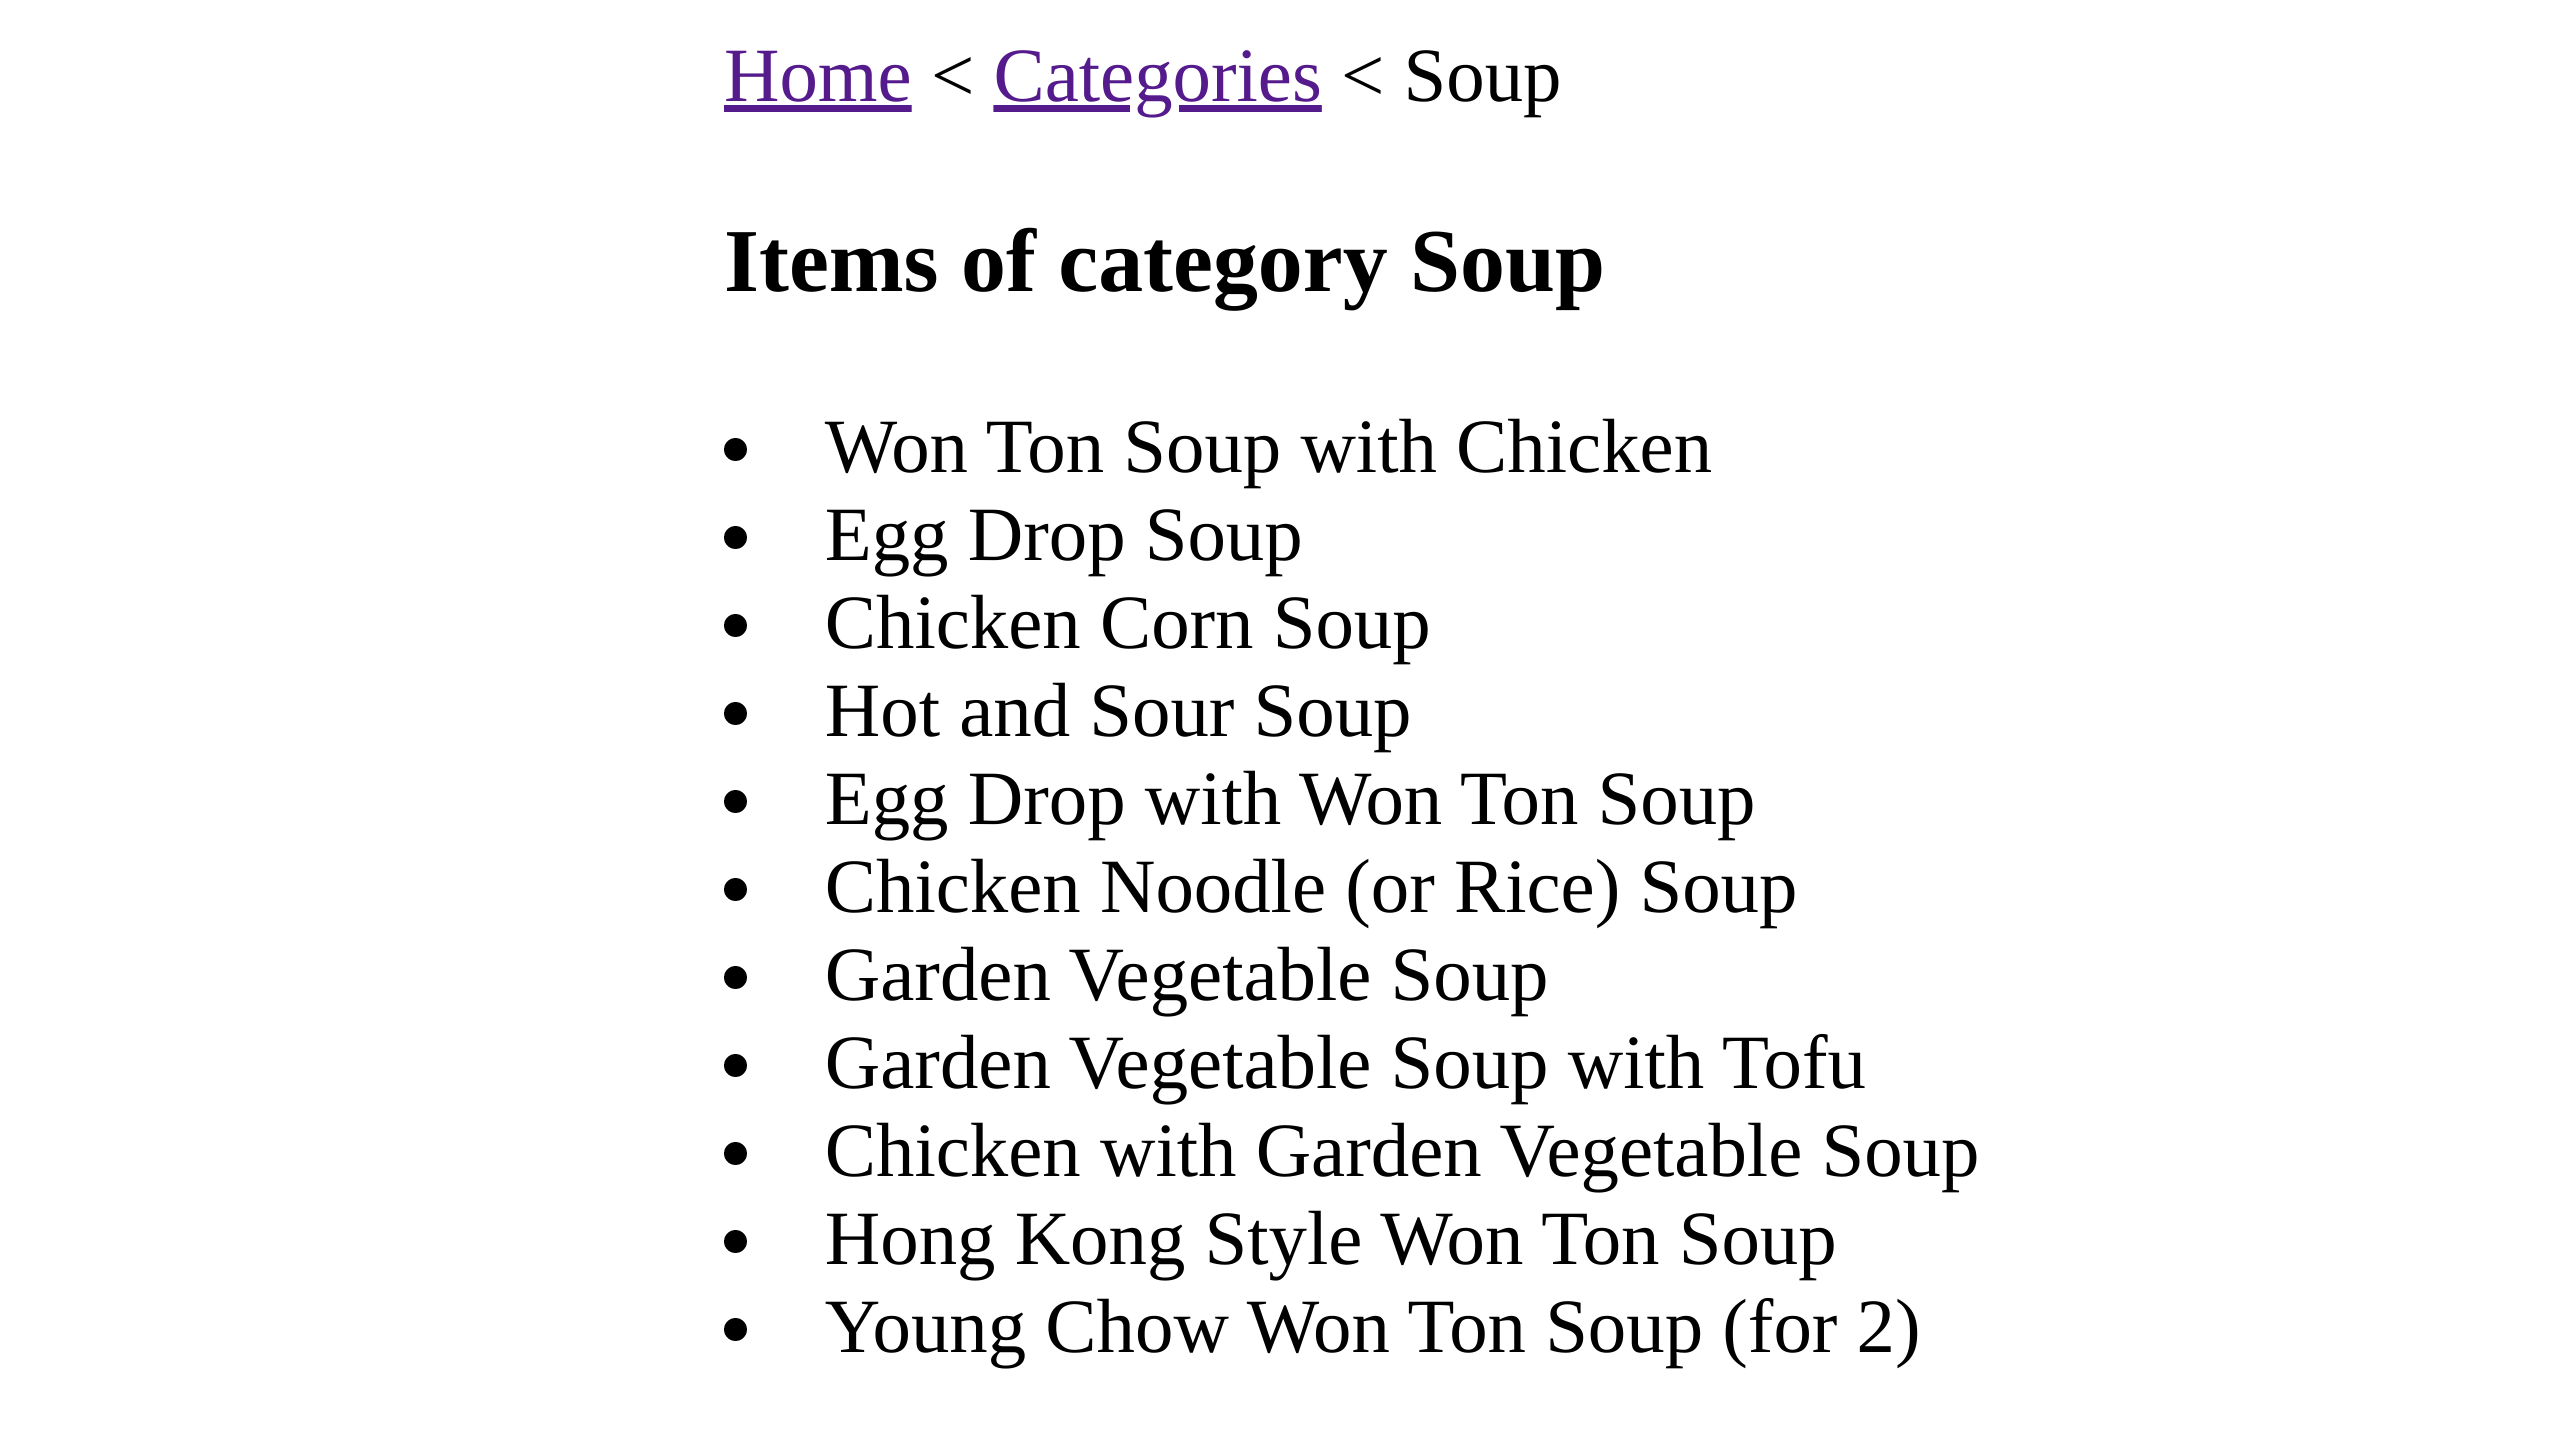 Home < Categories < Soup
Items of category Soup
• Won Ton Soup with Chicken
• Egg Drop Soup
• Chicken Corn Soup
• Hot and Sour Soup
• Egg Drop with Won Ton Soup
• Chicken Noodle (or Rice) Soup
• Garden Vegetable Soup
• Garden Vegetable Soup with Tofu
• Chicken with Garden Vegetable Soup
• Hong Kong Style Won Ton Soup
• Young Chow Won Ton Soup (for 2)